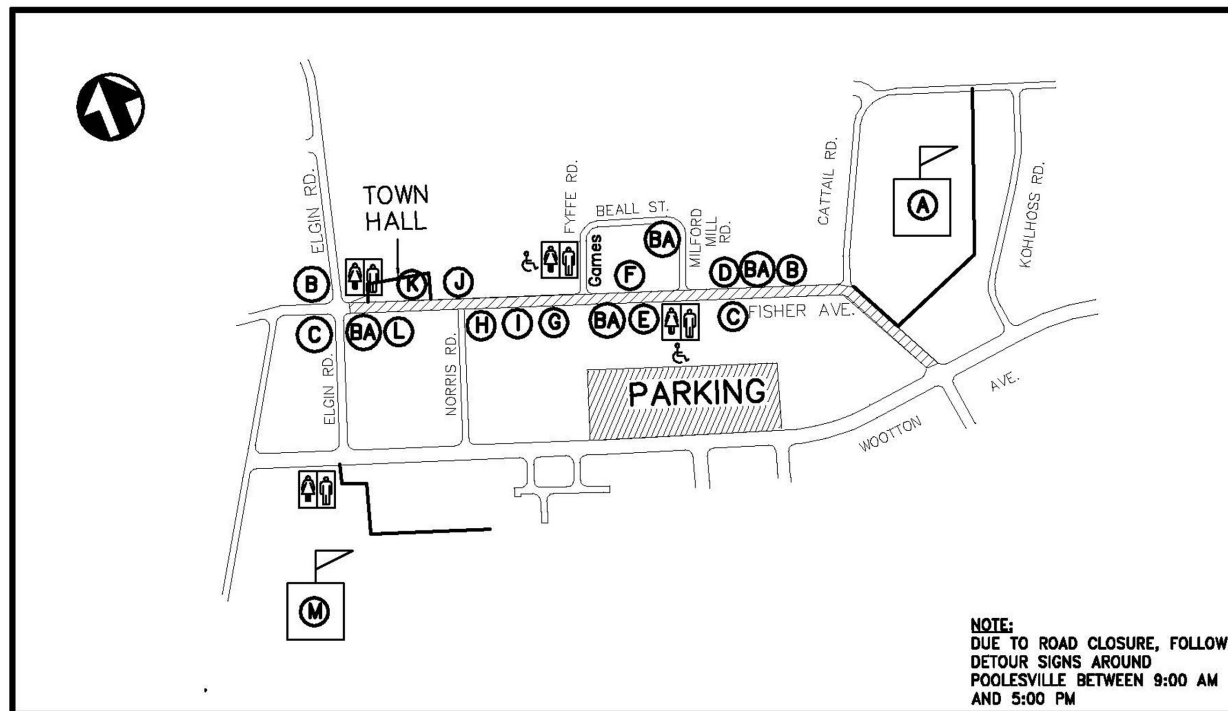 ELGIN RD.
TOWN
HALL
FYFFE RD.
BEALL ST.
MILFORD
MILL
RD.
CATTAIL RD.
KOHLHOSS RD.
A
B
K
J
Games
F
BA
D
BA
B
C
BA
L
H
I
G
BA
E
C
FISHER AVE.
ELGIN RD.
NORRIS RD.
PARKING
WOOTTON
AVE.
M
NOTE:
DUE TO ROAD CLOSURE, FOLLOW
DETOUR SIGNS AROUND
POOLESVILLE BETWEEN 9:00 AM
AND 5:00 PM